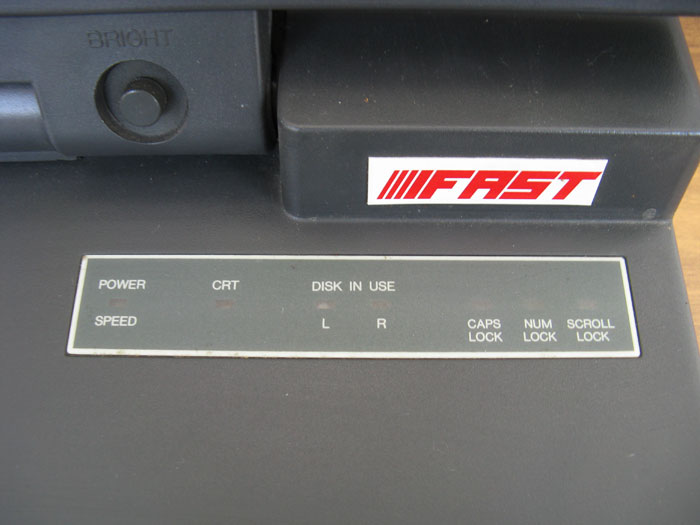 BRIGHT
FAST
POWER CRT DISK IN USE
SPEED L R CAPS LOCK NUM LOCK SCROLL LOCK